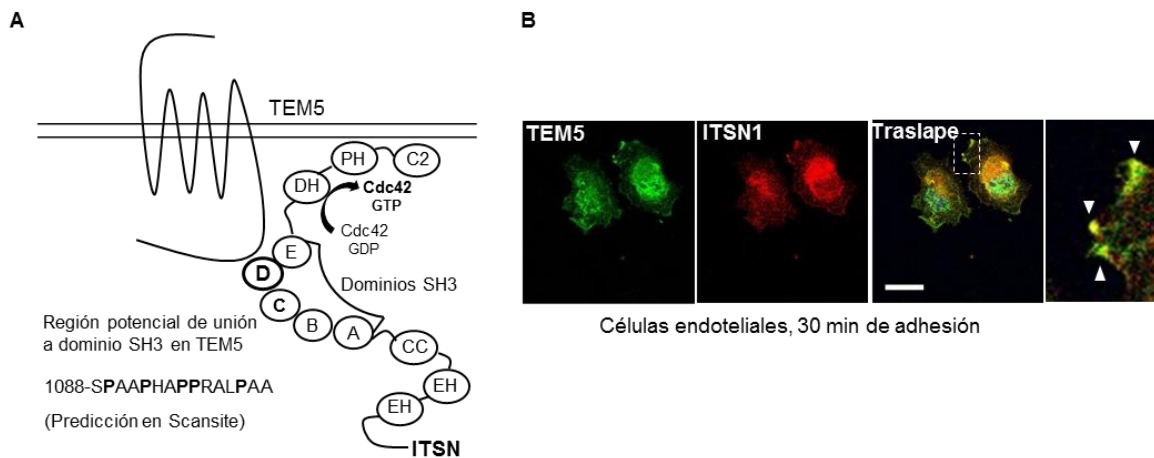 A
TEM5
PH
C2
DH
Cdc42
GTP
Cdc42
GDP
E
D
Dominios SH3
C
B
A
CC
EH
EH
ITSN
Región potencial de unión
a dominio SH3 en TEM5
1088-SPAAPHAPPRALPAA
(Predicción en Scansite)
B
TEM5
ITSN1
Traslape
Células endoteliales, 30 min de adhesión